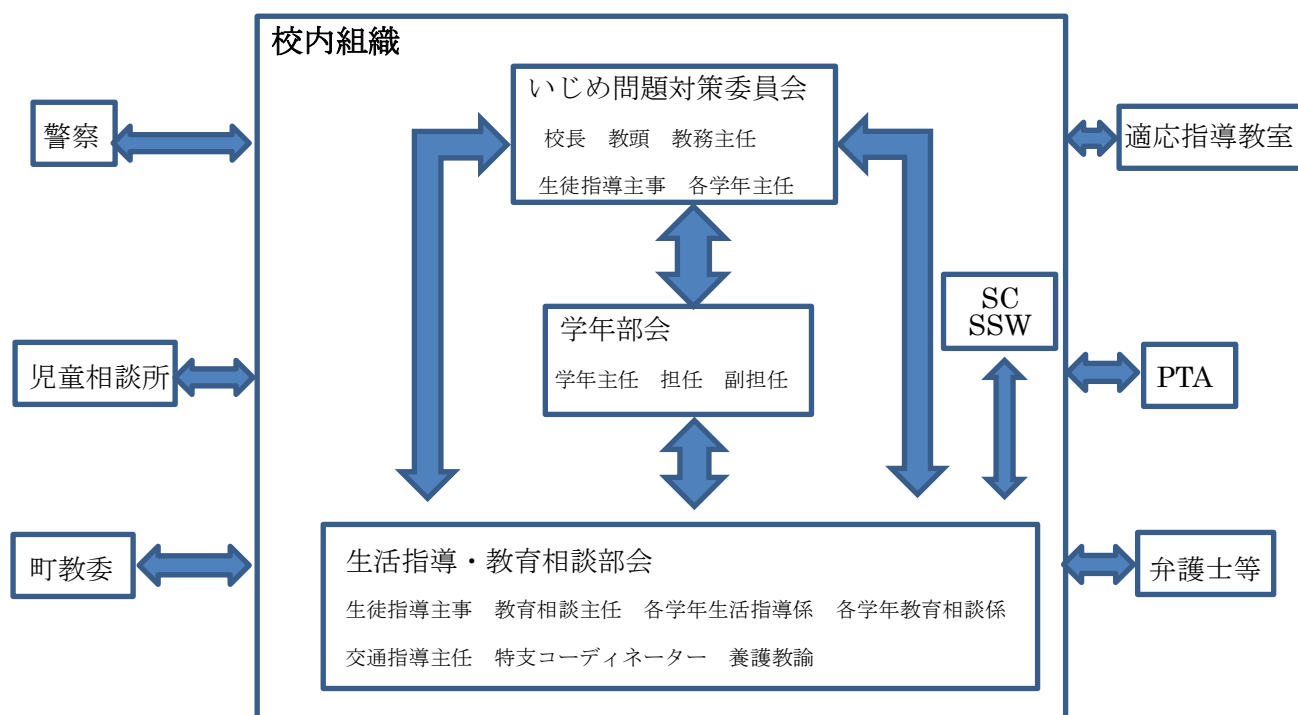 校内組織
いじめ問題対策委員会
校長 教頭 教務主任
生徒指導主事 各学年主任
警察
適応指導教室
SC
SSW
学年部会
学年主任 担任 副担任
児童相談所
PTA
町教委
弁護士等
生活指導・教育相談部会
生徒指導主事 教育相談主任 各学年生活指導係 各学年教育相談係
交通指導主任 特支コーディネーター 養護教諭